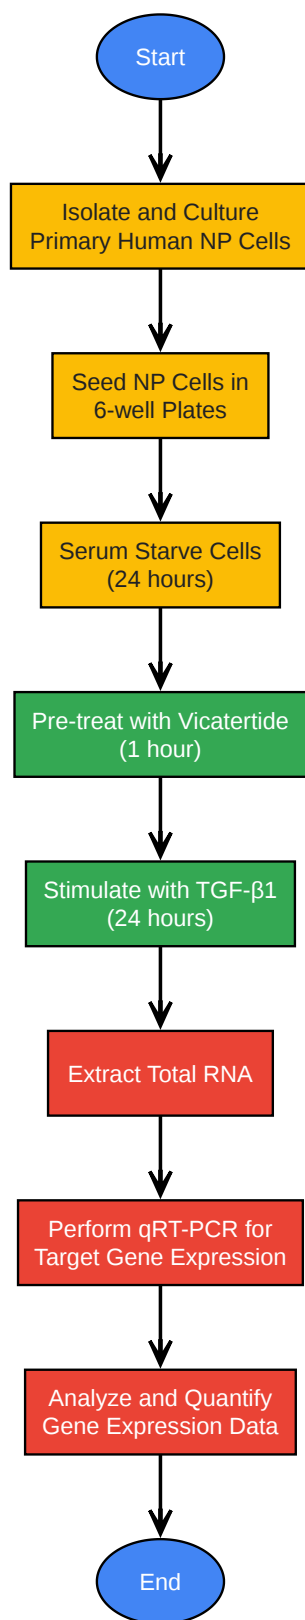 Start
Isolate and Culture
Primary Human NP Cells
Seed NP Cells in
6-well Plates
Serum Starve Cells
(24 hours)
Pre-treat with Vicatertide
(1 hour)
Stimulate with TGF-β1
(24 hours)
Extract Total RNA
Perform qRT-PCR for
Target Gene Expression
Analyze and Quantify
Gene Expression Data
End